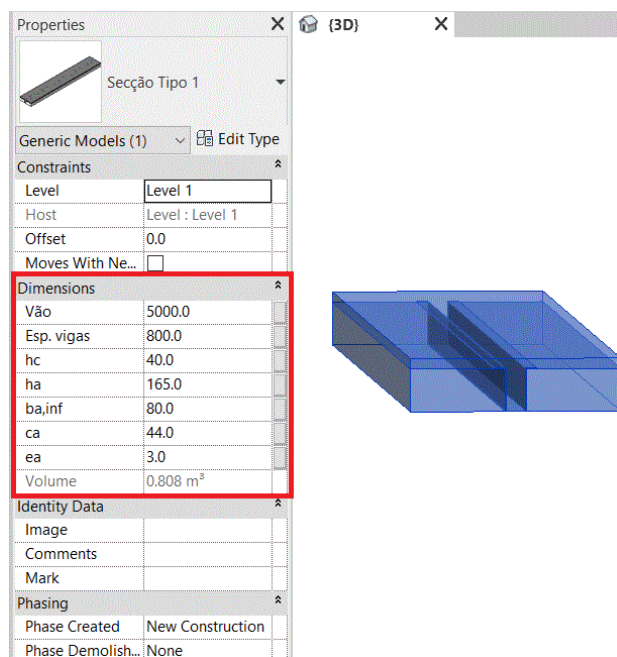 Properties
{3D}
Secção Tipo 1
Generic Models (1)
Edit Type
Constraints
Level Level 1
Host Level : Level 1
Offset 0.0
Moves With Ne...
Dimensions
Vão 5000.0
Esp. vigas 800.0
hc 40.0
ha 165.0
ba,inf 80.0
ca 44.0
ea 3.0
Volume 0.808 m³
Identity Data
Image
Comments
Mark
Phasing
Phase Created New Construction
Phase Demolish... None